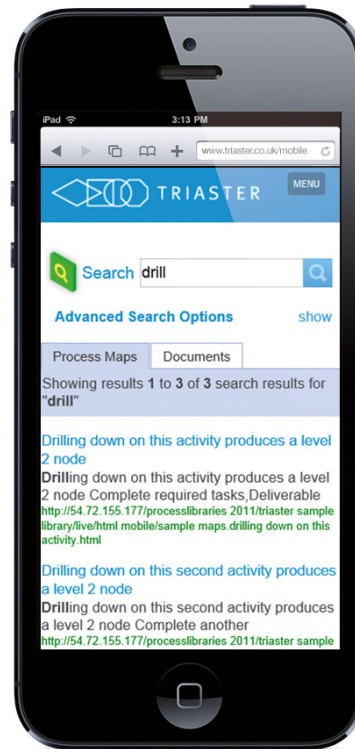 iPad 3:13 PM
www.triaster.co.uk/mobile
TRIASTER
MENU
Search drill
Advanced Search Options show
Process Maps Documents
Showing results 1 to 3 of 3 search results for
"drill"
Drilling down on this activity produces a level
2 node
Drilling down on this activity produces a level
2 node Complete required tasks,Deliverable
http://54.72.155.177/processlibraries 2011/triaster sample
library/live/html mobile/sample maps.drilling down on this
activity.html
Drilling down on this second activity produces
a level 2 node
Drilling down on this second activity produces
a level 2 node Complete another
http://54.72.155.177/processlibraries 2011/triaster sample